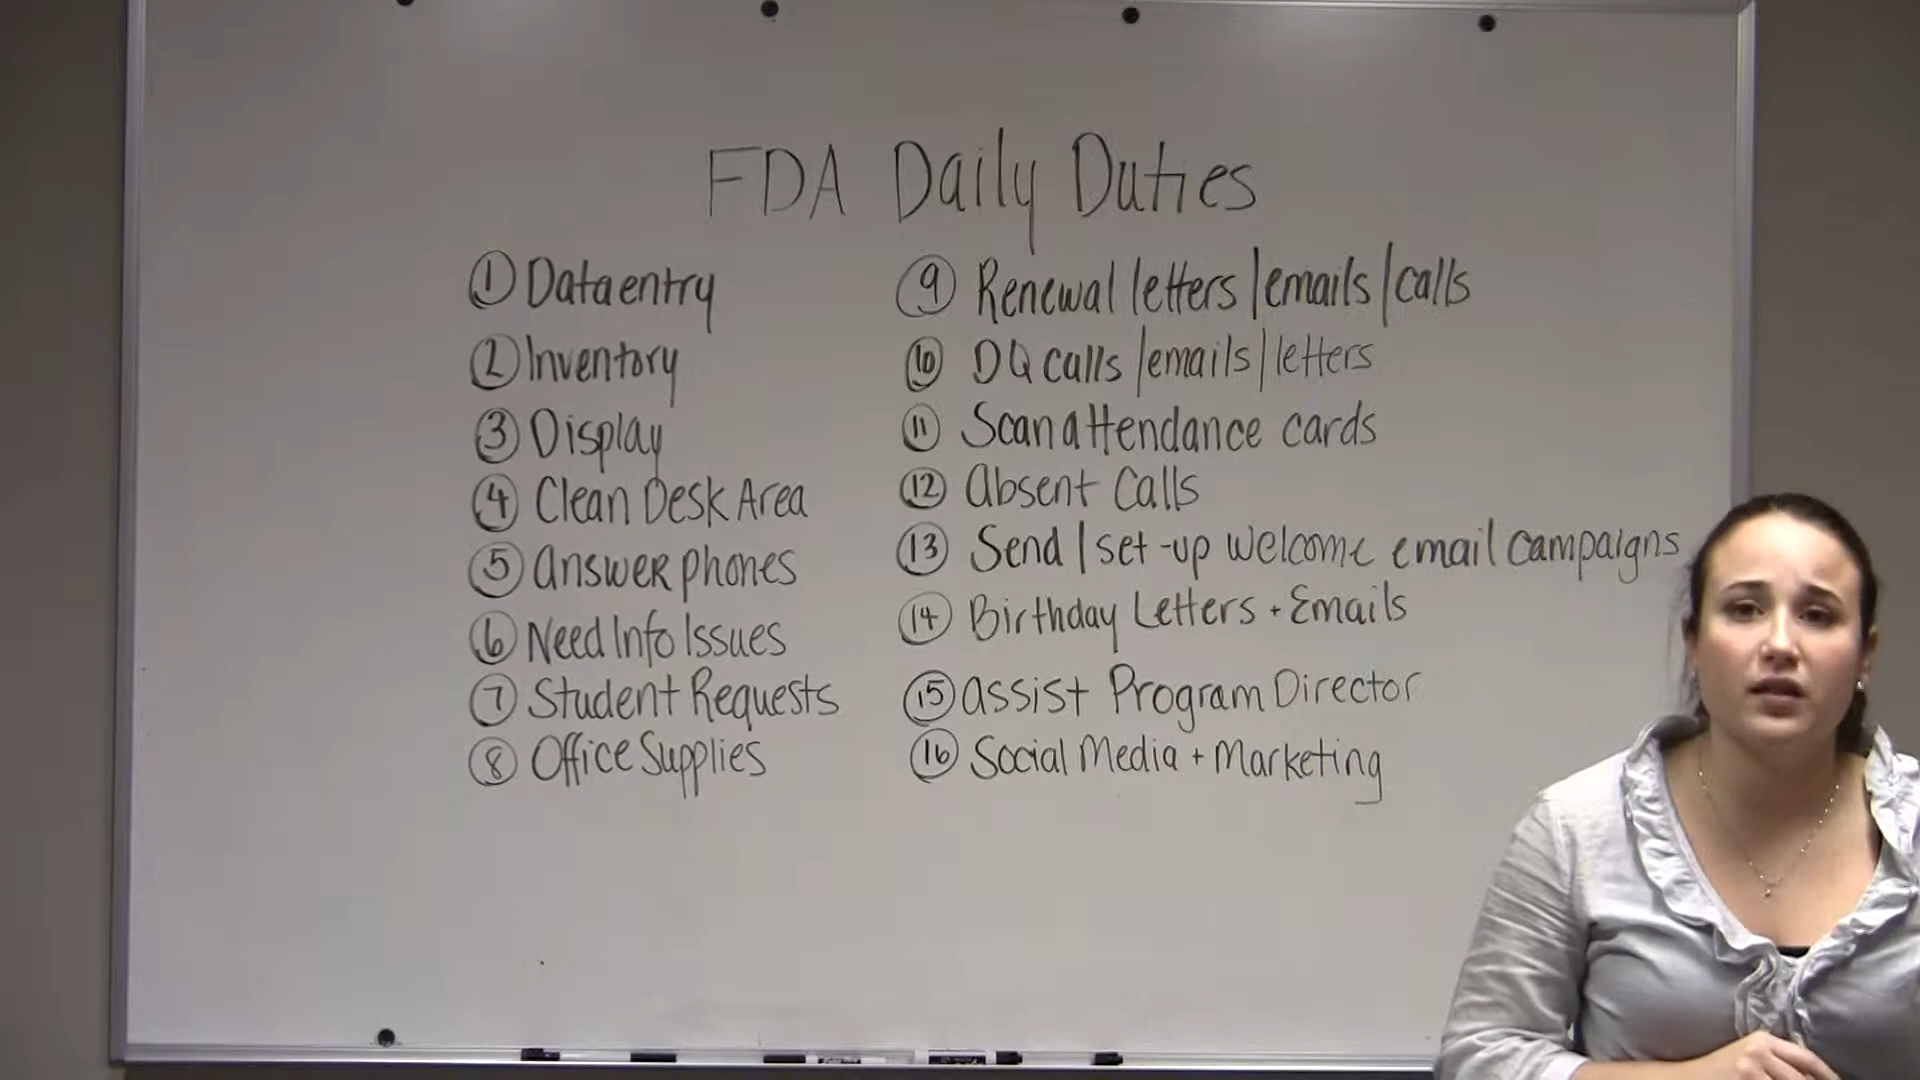 FDA Daily Duties
① Data entry
② Inventory
③ Display
④ Clean Desk Area
⑤ Answer phones
⑥ Need Info Issues
⑦ Student Requests
⑧ Office Supplies
⑨ Renewal letters/emails/calls
⑩ DQ calls/emails/letters
⑪ Scan attendance cards
⑫ Absent Calls
⑬ Send/set-up welcome email campaigns
⑭ Birthday Letters + Emails
⑮ Assist Program Director
⑯ Social Media + Marketing